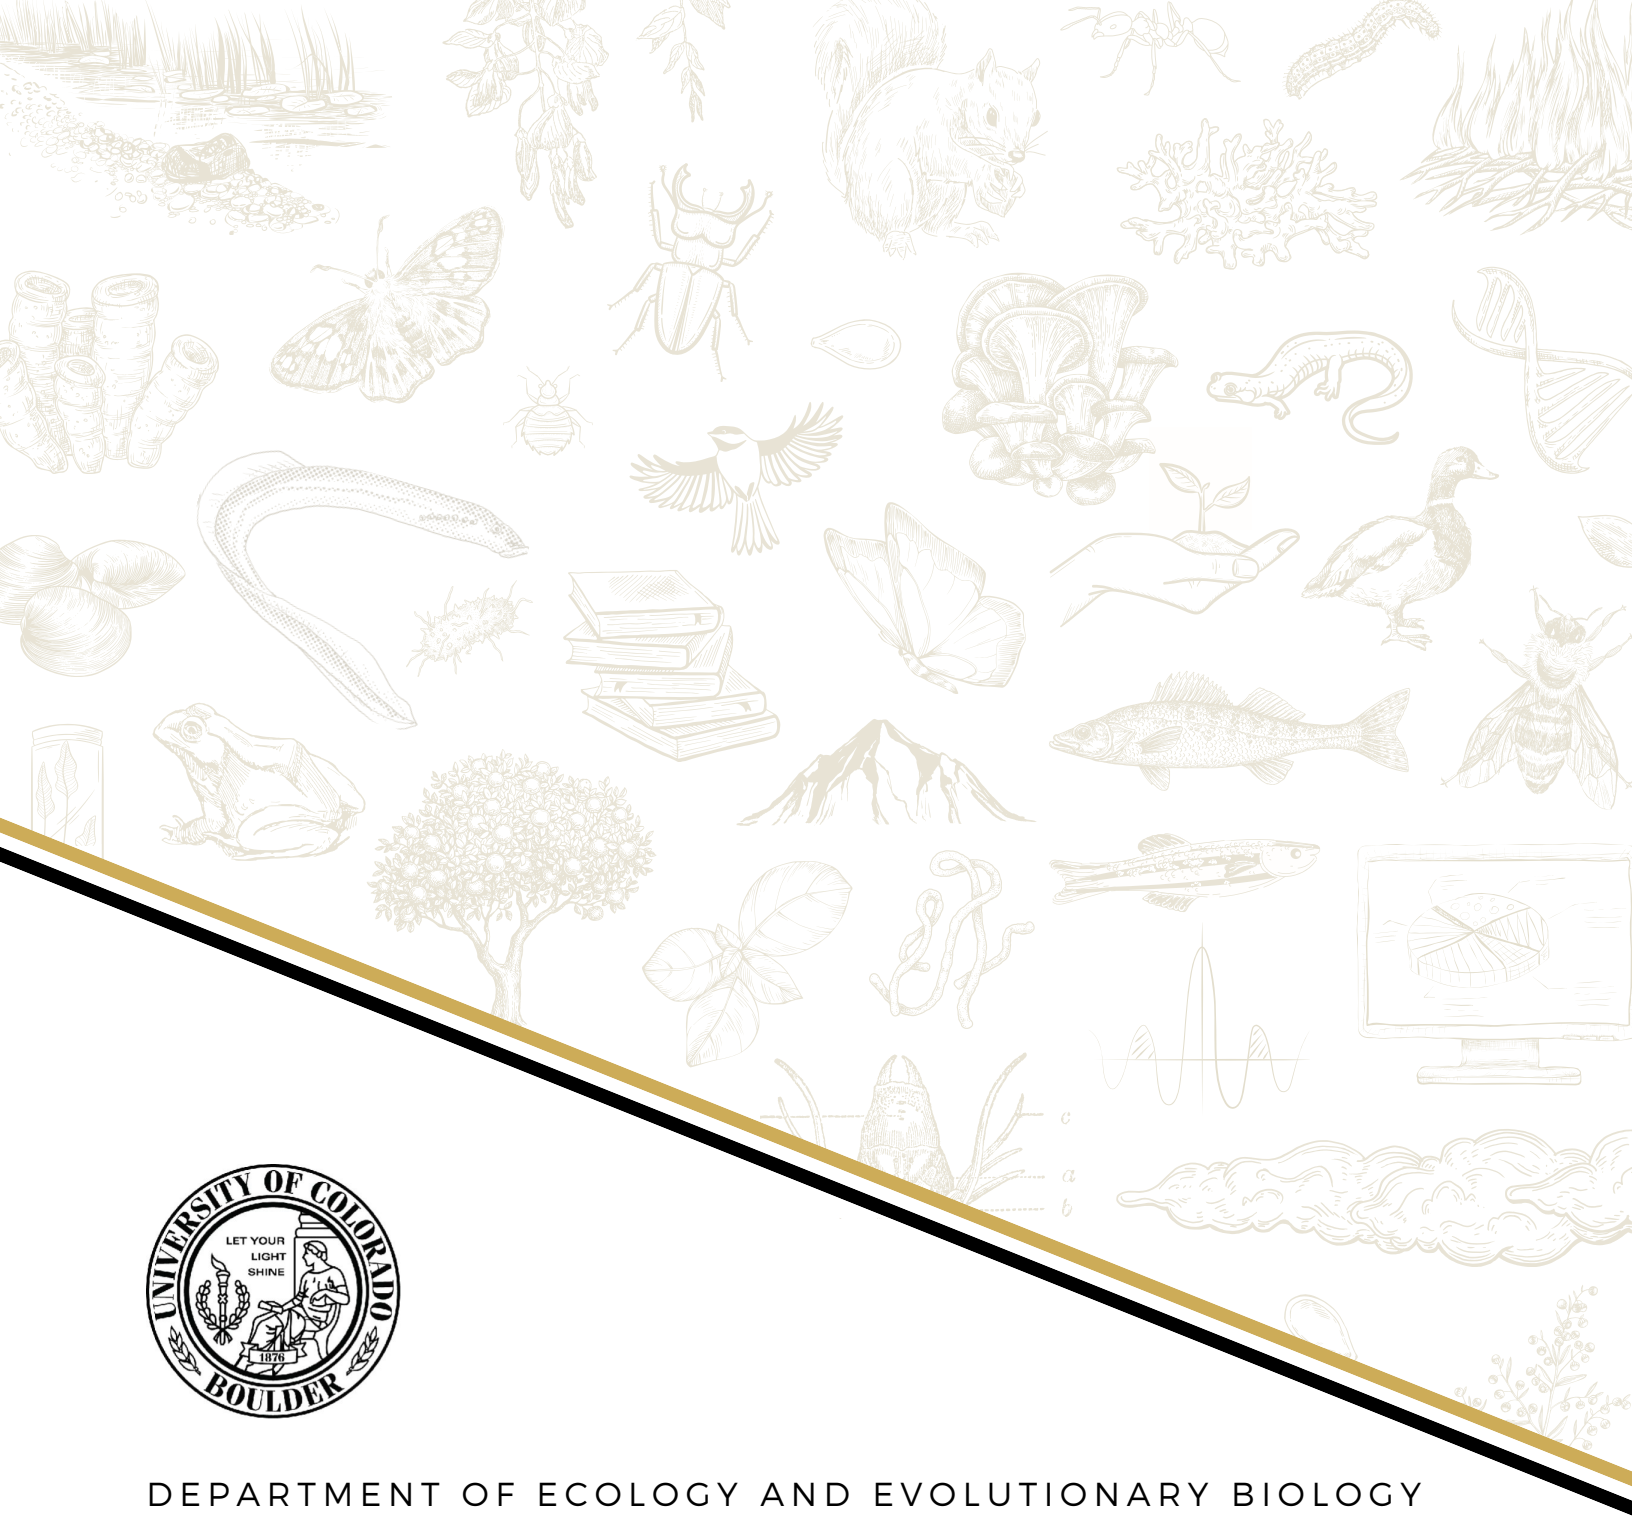 c
a
b
UNIVERSITY OF COLORADO
LET YOUR
LIGHT
SHINE
1876
BOULDER
DEPARTMENT OF ECOLOGY AND EVOLUTIONARY BIOLOGY